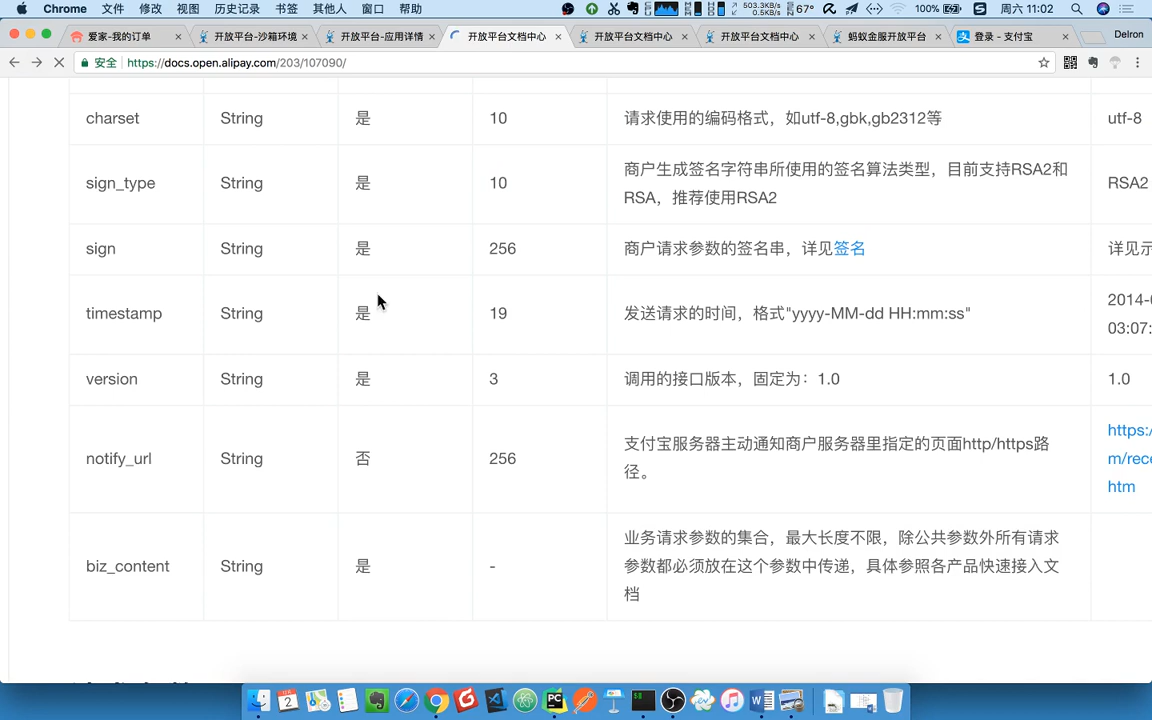 Chrome 文件 修改 视图 历史记录 书签 其他人 窗口 帮助 503.3KB/s 0.5KB/s 67° 100% 周六 11:02
爱家-我的订单 开放平台-沙箱环境 开放平台-应用详情 开放平台文档中心 开放平台文档中心 开放平台文档中心 蚂蚁金服开放平台 登录 - 支付宝 Delron
安全 https://docs.open.alipay.com/203/107090/
charset String 是 10 请求使用的编码格式，如utf-8,gbk,gb2312等 utf-8
sign_type String 是 10 商户生成签名字符串所使用的签名算法类型，目前支持RSA2和
RSA，推荐使用RSA2 RSA2
sign String 是 256 商户请求参数的签名串，详见签名 详见示
timestamp String 是 19 发送请求的时间，格式"yyyy-MM-dd HH:mm:ss" 2014-
03:07:
version String 是 3 调用的接口版本，固定为：1.0 1.0
notify_url String 否 256 支付宝服务器主动通知商户服务器里指定的页面http/https路
径。 https:/
m/rece
htm
biz_content String 是 - 业务请求参数的集合，最大长度不限，除公共参数外所有请求
参数都必须放在这个参数中传递，具体参照各产品快速接入文
档